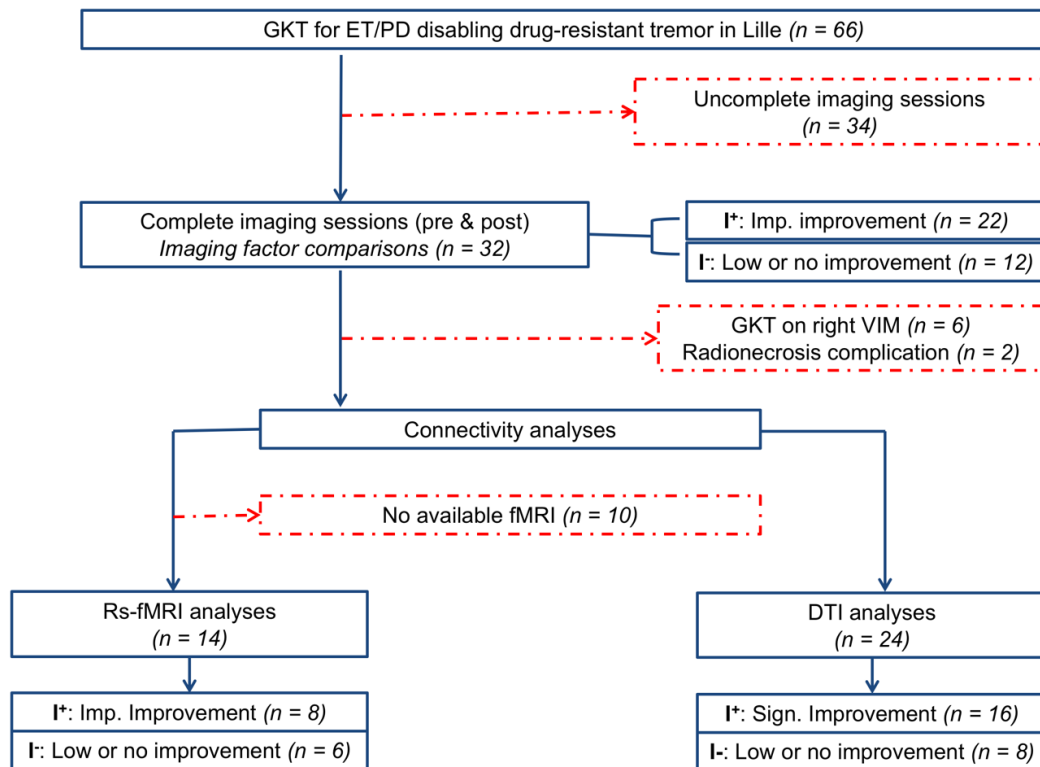 GKT for ET/PD disabling drug-resistant tremor in Lille (n = 66)
Uncomplete imaging sessions
(n = 34)
Complete imaging sessions (pre & post)
Imaging factor comparisons (n = 32)
I⁺: Imp. improvement (n = 22)
I⁻: Low or no improvement (n = 12)
GKT on right VIM (n = 6)
Radionecrosis complication (n = 2)
Connectivity analyses
No available fMRI (n = 10)
Rs-fMRI analyses
(n = 14)
I⁺: Imp. Improvement (n = 8)
I⁻: Low or no improvement (n = 6)
DTI analyses
(n = 24)
I⁺: Sign. Improvement (n = 16)
I-: Low or no improvement (n = 8)